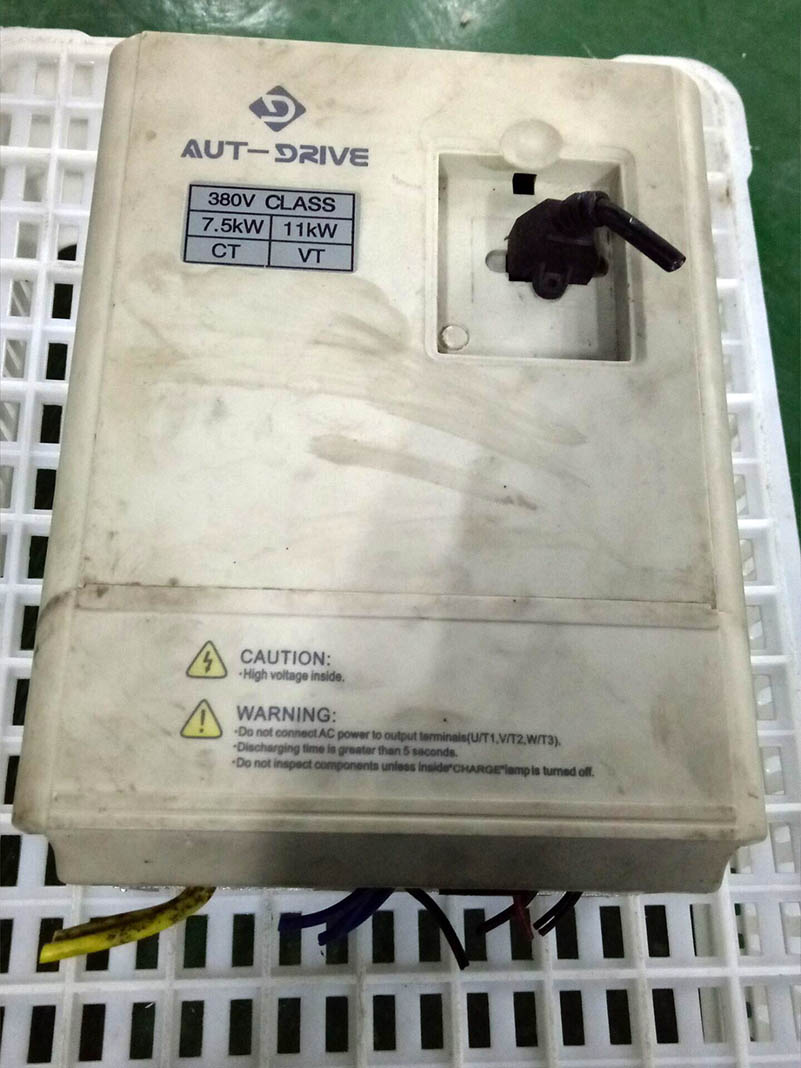 AUT-DRIVE
380V CLASS
7.5kW 11kW
CT VT
CAUTION:
·High voltage inside.
WARNING:
·Do not connect AC power to output terminals(U/T1,V/T2,W/T3).
·Discharging time is greater than 5 seconds.
·Do not inspect components unless inside"CHARGE"lamp is turned off.